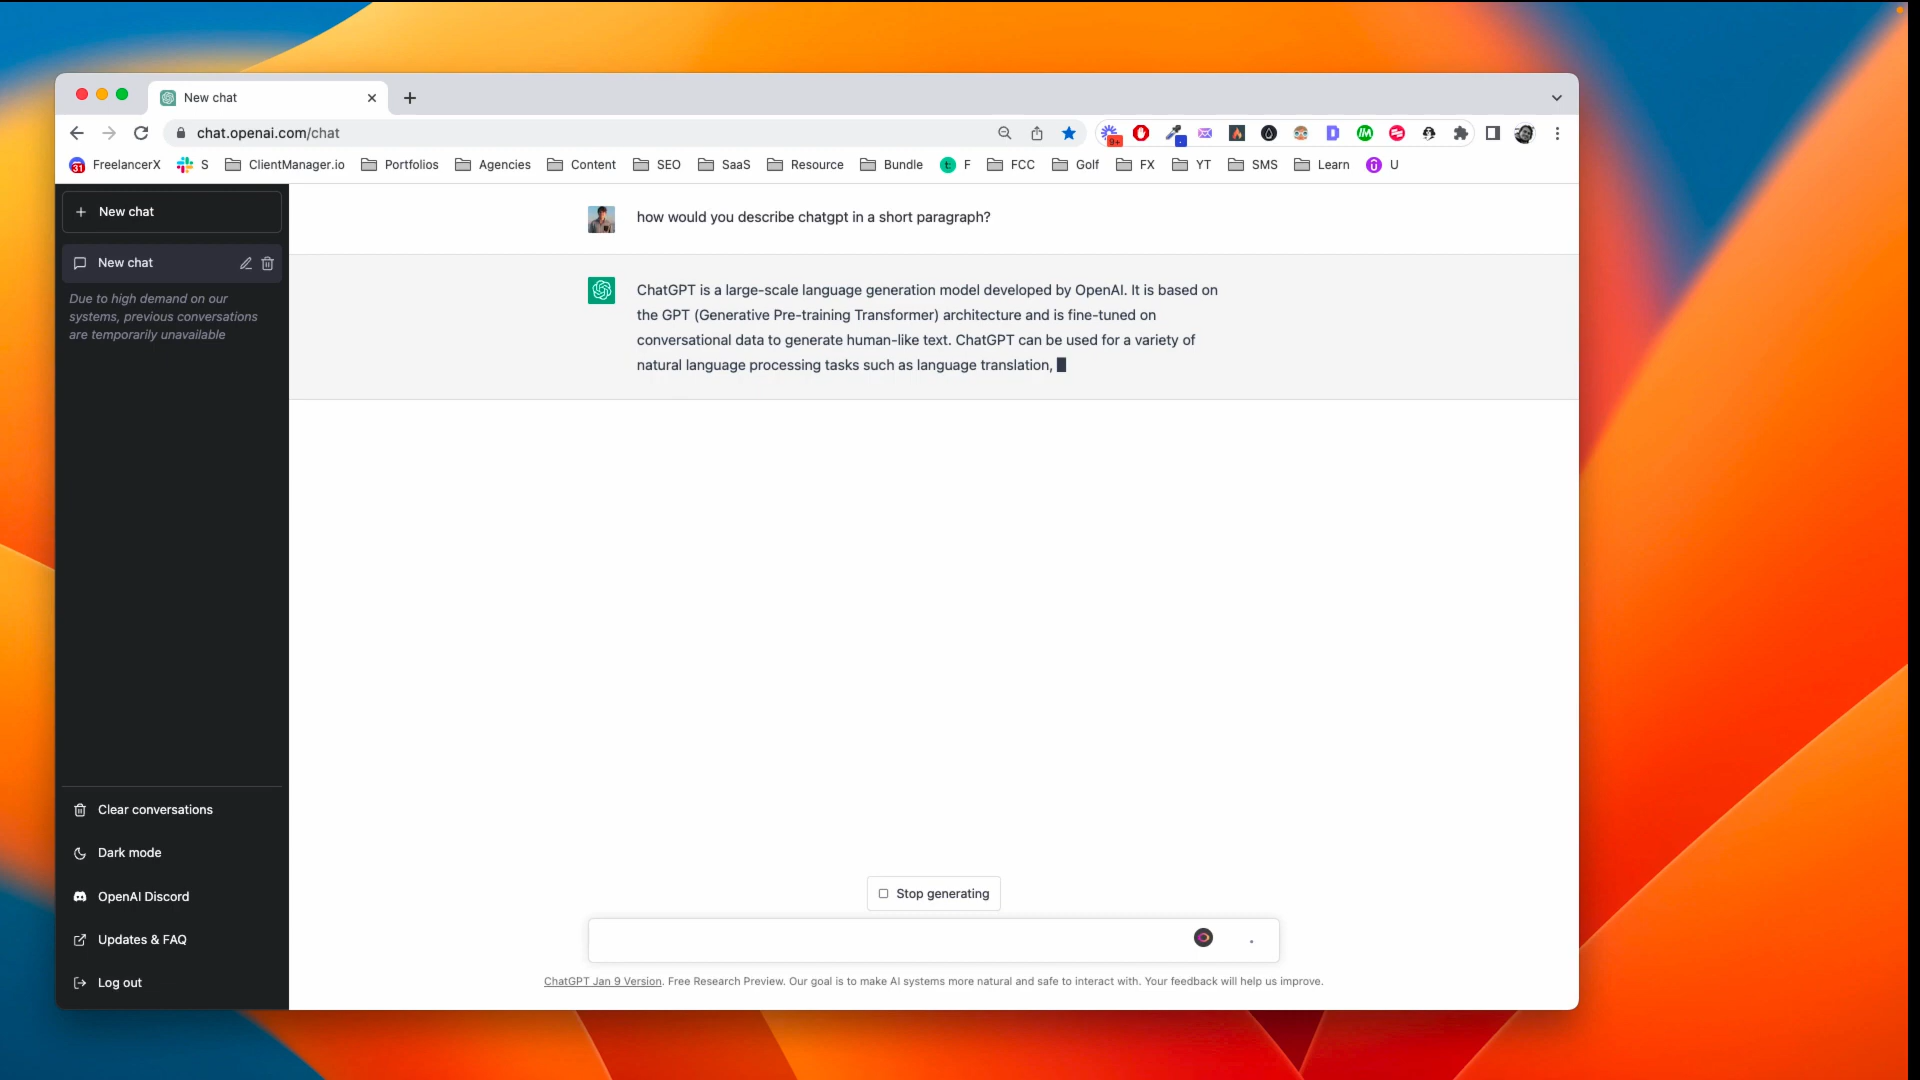 New chat
chat.openai.com/chat
9+
31 FreelancerX S ClientManager.io Portfolios Agencies Content SEO SaaS Resource Bundle F FCC Golf FX YT SMS Learn U
New chat
New chat
Due to high demand on our
systems, previous conversations
are temporarily unavailable
how would you describe chatgpt in a short paragraph?
ChatGPT is a large-scale language generation model developed by OpenAI. It is based on
the GPT (Generative Pre-training Transformer) architecture and is fine-tuned on
conversational data to generate human-like text. ChatGPT can be used for a variety of
natural language processing tasks such as language translation,
Clear conversations
Dark mode
OpenAI Discord
Updates & FAQ
Log out
Stop generating
ChatGPT Jan 9 Version. Free Research Preview. Our goal is to make AI systems more natural and safe to interact with. Your feedback will help us improve.